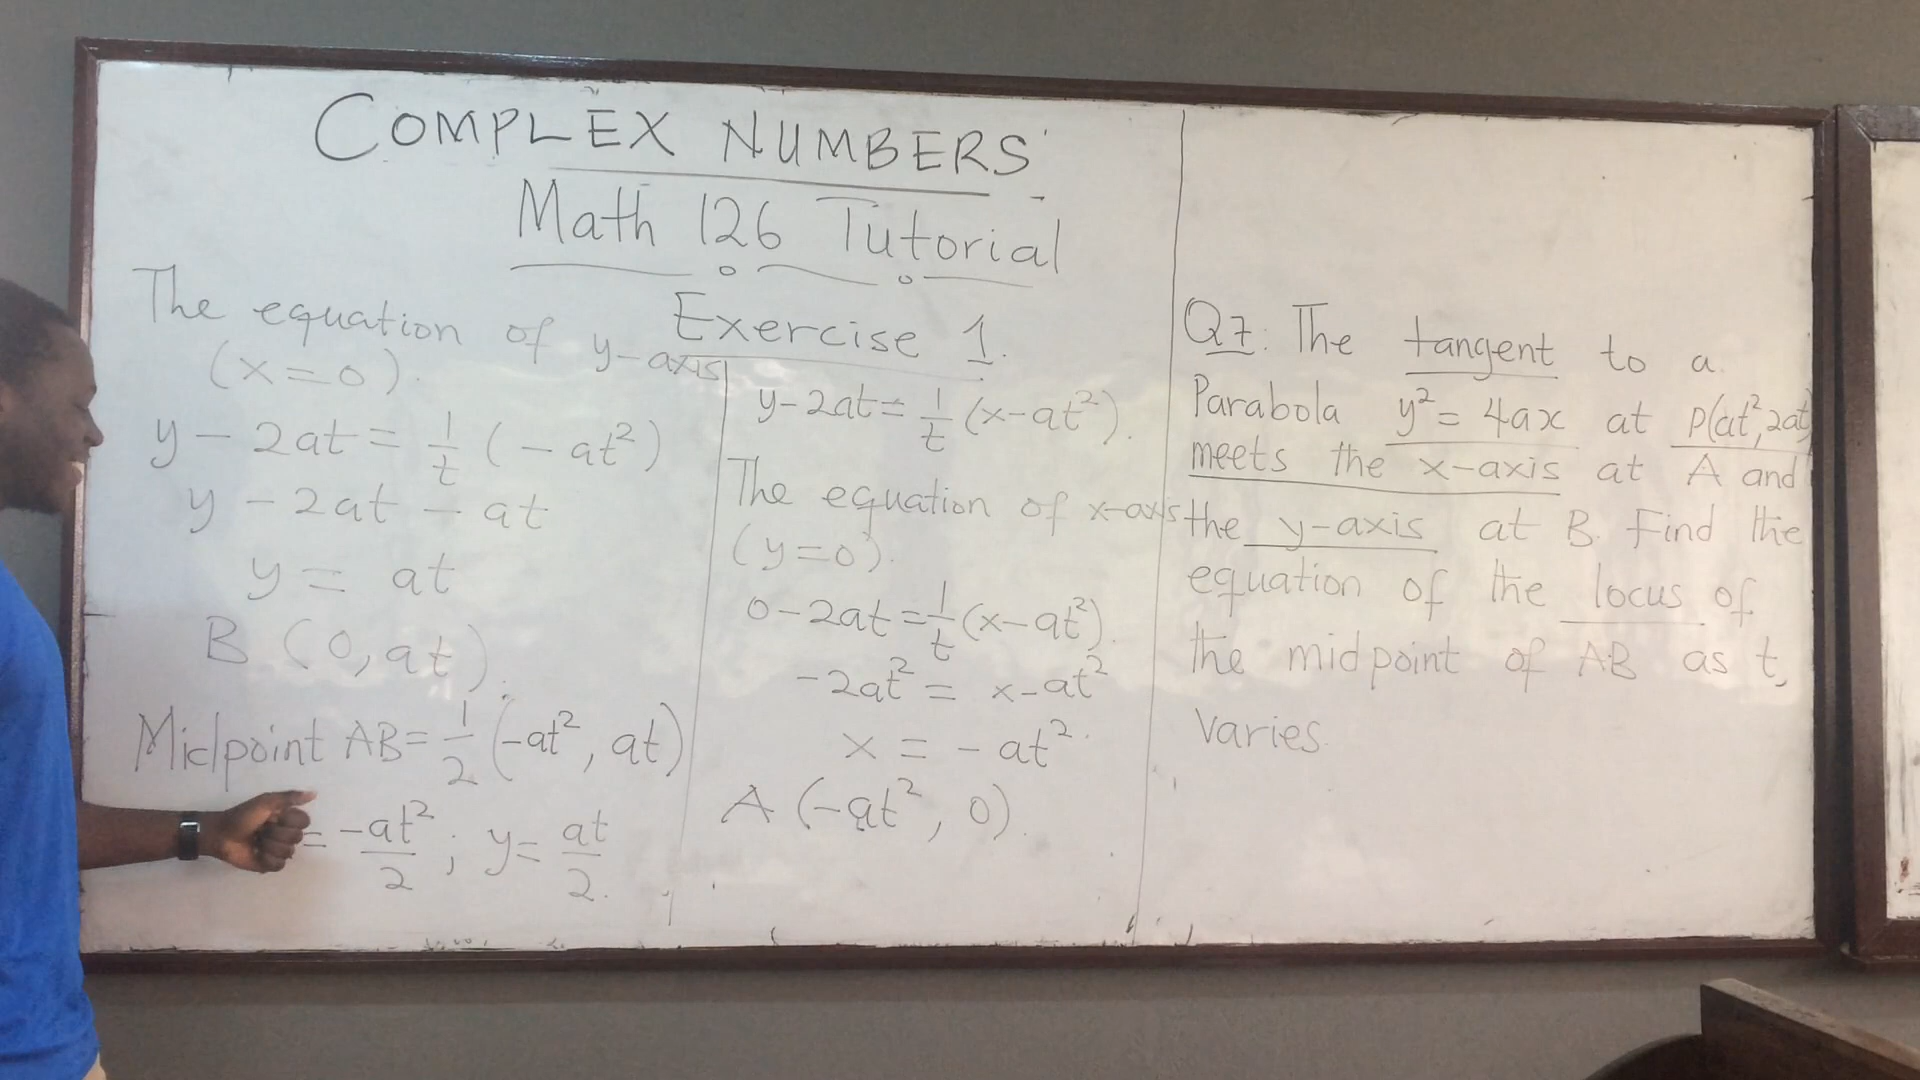 COMPLEX NUMBERS
Math 126 Tutorial
Exercise 1.
The equation of y-axis
(x=0).
y - 2at = 1/t (-at²)
y - 2at - at
y = at
B (0, at).
Midpoint AB = 1/2 (-at², at)
= -at²/2 ; y = at/2.
y-2at = 1/t (x-at²).
The equation of x-axis
(y=0).
0-2at = 1/t (x-at²).
-2at² = x-at²
x = -at².
A (-at², 0).
Q7: The tangent to a
Parabola y² = 4ax at P(at², 2at)
meets the x-axis at A and
the y-axis at B. Find the
equation of the locus of
the midpoint of AB as t,
varies.